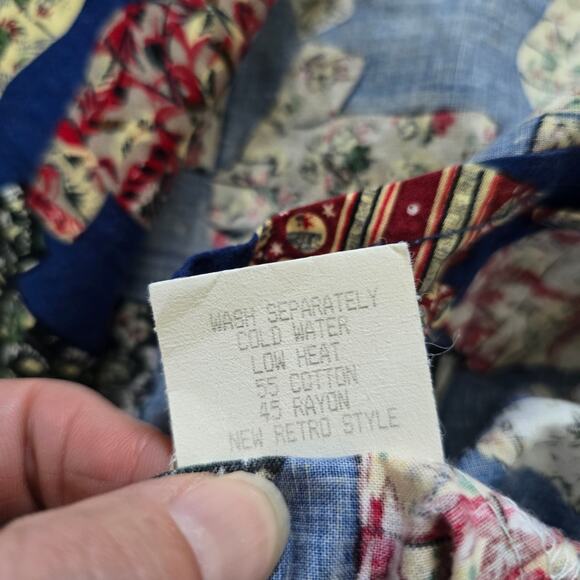 WASH SEPARATELY
COLD WATER
LOW HEAT
55 COTTON
45 RAYON
NEW RETRO STYLE